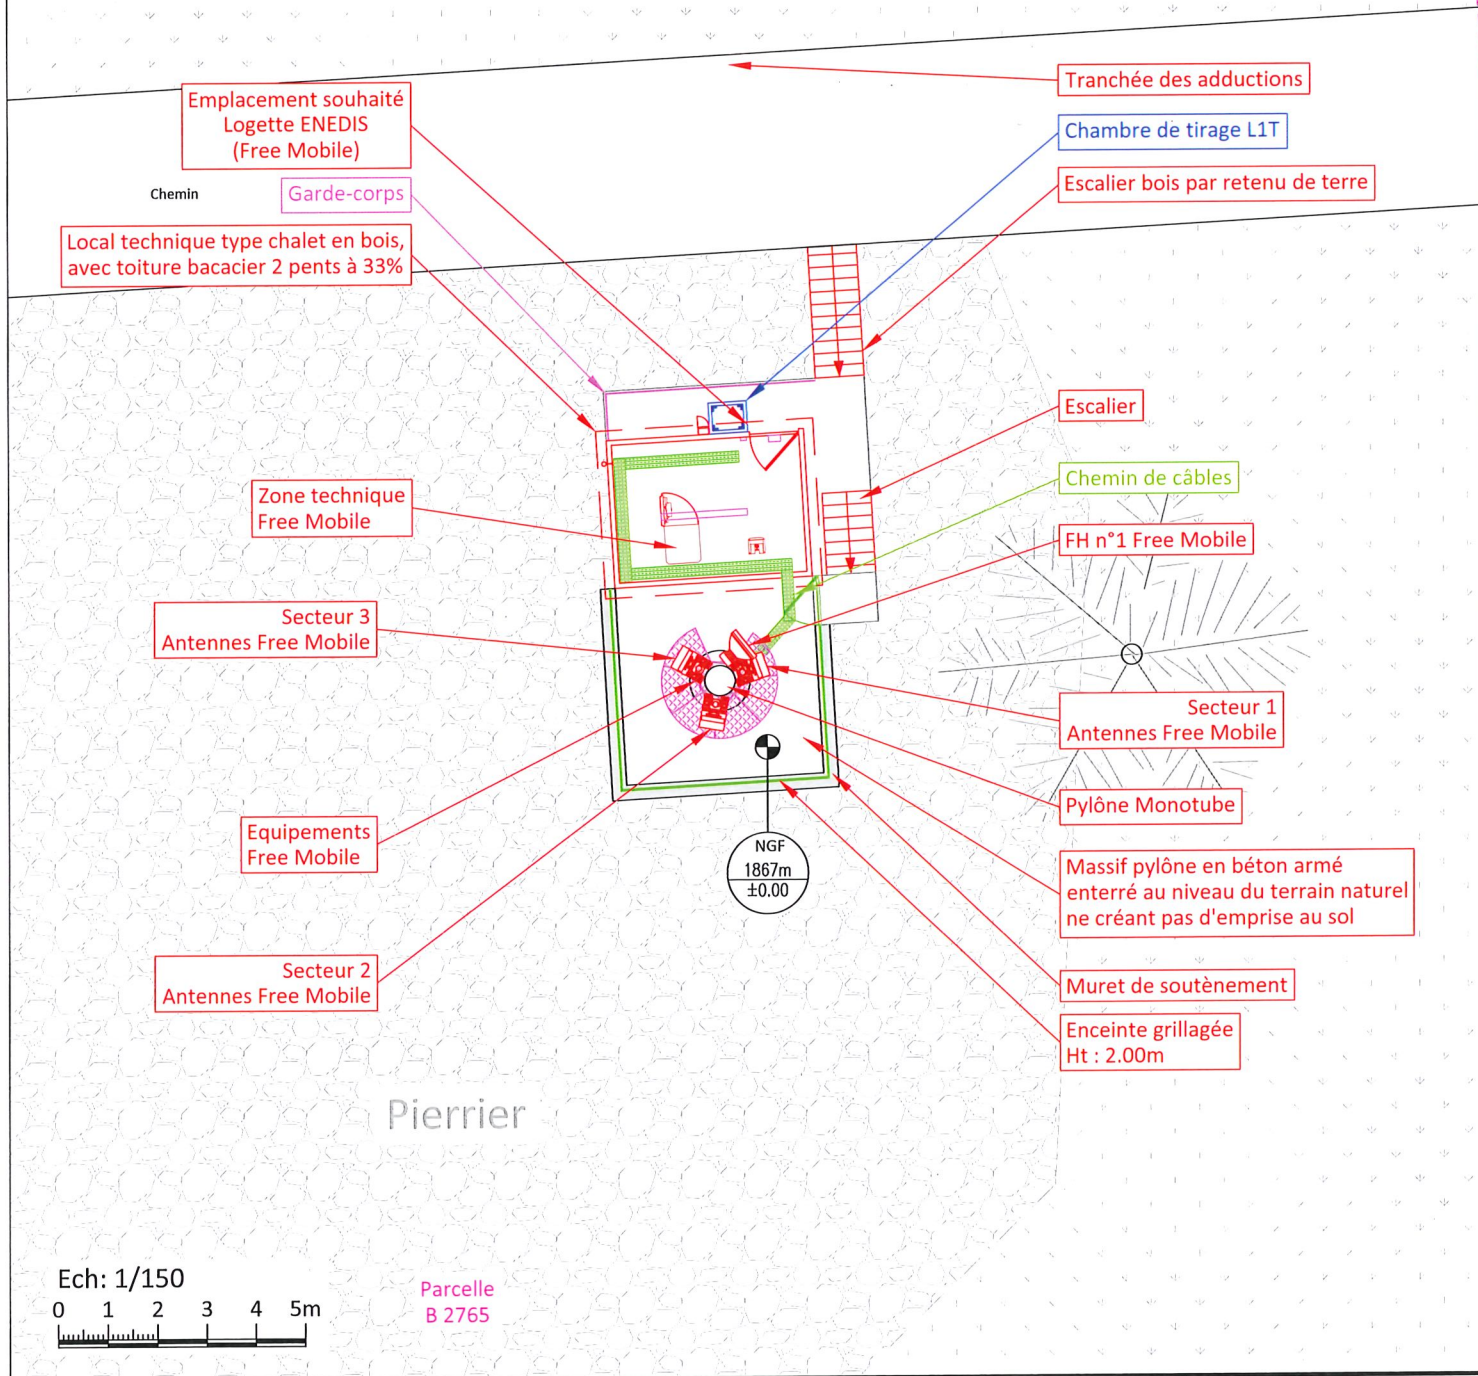 Tranchée des adductions
Emplacement souhaité
Logette ENEDIS
(Free Mobile)
Chambre de tirage L1T
Escalier bois par retenu de terre
Chemin
Garde-corps
Local technique type chalet en bois,
avec toiture bacacier 2 pents à 33%
Escalier
Chemin de câbles
Zone technique
Free Mobile
FH n°1 Free Mobile
Secteur 3
Antennes Free Mobile
Secteur 1
Antennes Free Mobile
Pylône Monotube
Equipements
Free Mobile
NGF
1867m
±0.00
Massif pylône en béton armé
enterré au niveau du terrain naturel
ne créant pas d'emprise au sol
Secteur 2
Antennes Free Mobile
Muret de soutènement
Enceinte grillagée
Ht : 2.00m
Pierrier
Ech: 1/150
0 1 2 3 4 5m
Parcelle
B 2765